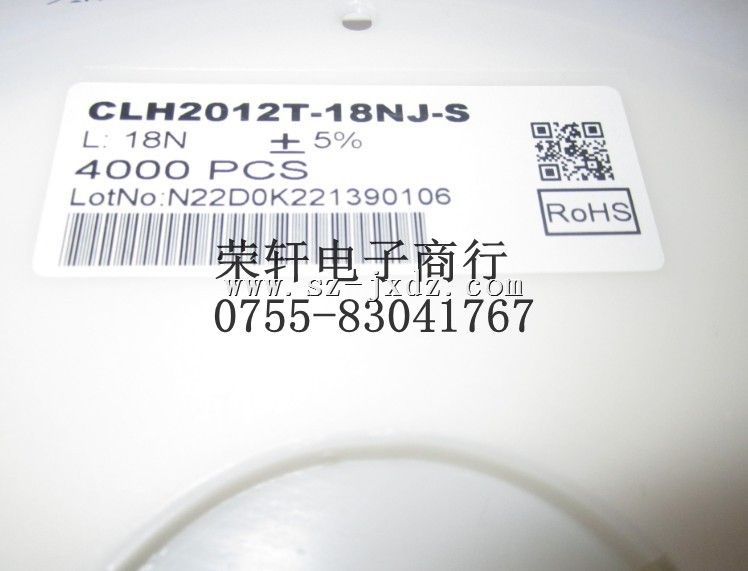 CLH2012T-18NJ-S
L: 18N ± 5%
4000 PCS
LotNo:N22D0K221390106
RoHS
荣轩电子商行
www.sz-jxdz.com
0755-83041767